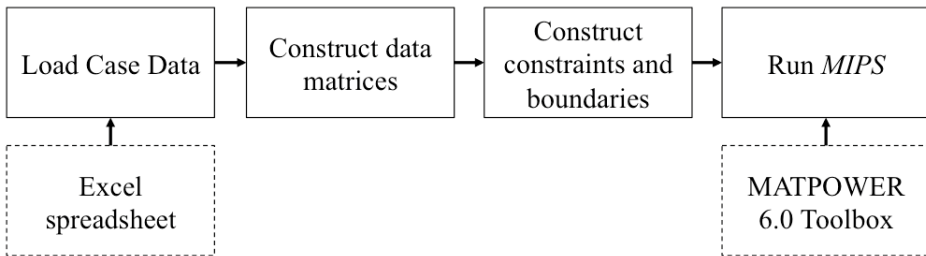 Load Case Data
Construct data
matrices
Construct
constraints and
boundaries
Run MIPS
Excel
spreadsheet
MATPOWER
6.0 Toolbox